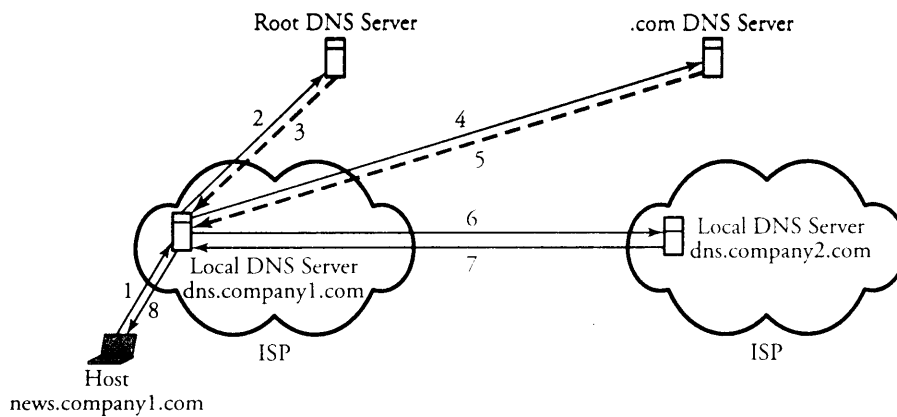 Root DNS Server
.com DNS Server
2
3
4
5
6
7
Local DNS Server
dns.company1.com
Local DNS Server
dns.company2.com
1
8
ISP
ISP
Host
news.company1.com